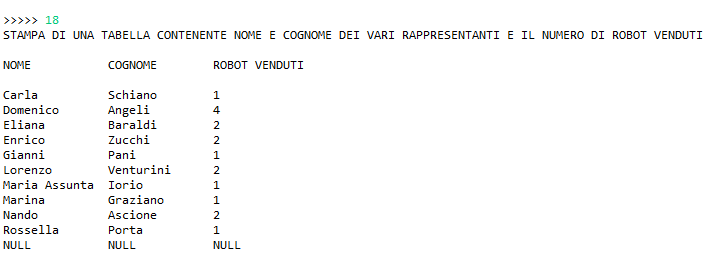 >>>>> 18
STAMPA DI UNA TABELLA CONTENENTE NOME E COGNOME DEI VARI RAPPRESENTANTI E IL NUMERO DI ROBOT VENDUTI
NOME COGNOME ROBOT VENDUTI
Carla Schiano 1
Domenico Angeli 4
Eliana Baraldi 2
Enrico Zucchi 2
Gianni Pani 1
Lorenzo Venturini 2
Maria Assunta Iorio 1
Marina Graziano 1
Nando Ascione 2
Rossella Porta 1
NULL NULL NULL